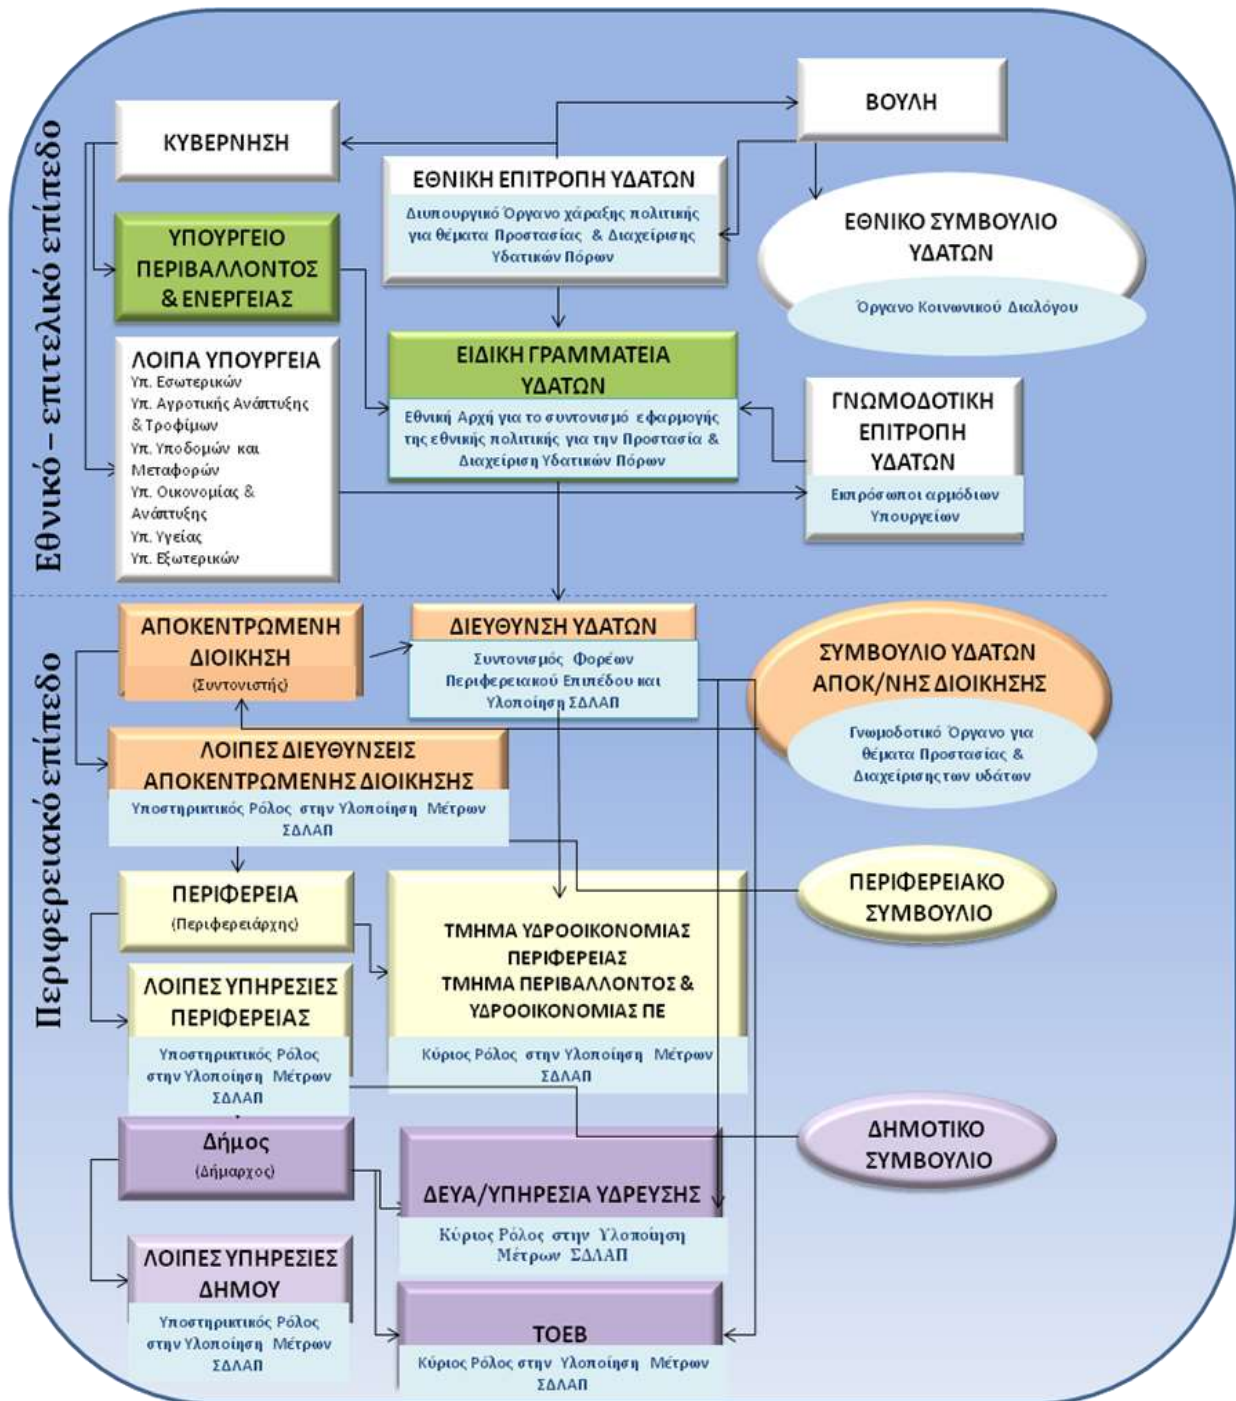 Εθνικό – επιτελικό επίπεδο
ΒΟΥΛΗ
ΚΥΒΕΡΝΗΣΗ
ΕΘΝΙΚΗ ΕΠΙΤΡΟΠΗ ΥΔΑΤΩΝ
Διυπουργικό Όργανο χάραξης πολιτικής
για θέματα Προστασίας & Διαχείρισης
Υδατικών Πόρων
ΕΘΝΙΚΟ ΣΥΜΒΟΥΛΙΟ
ΥΔΑΤΩΝ
Όργανο Κοινωνικού Διαλόγου
ΥΠΟΥΡΓΕΙΟ
ΠΕΡΙΒΑΛΛΟΝΤΟΣ
& ΕΝΕΡΓΕΙΑΣ
ΛΟΙΠΑ ΥΠΟΥΡΓΕΙΑ
Υπ. Εσωτερικών
Υπ. Αγροτικής Ανάπτυξης
& Τροφίμων
Υπ. Υποδομών και
Μεταφορών
Υπ. Οικονομίας &
Ανάπτυξης
Υπ. Υγείας
Υπ. Εξωτερικών
ΕΙΔΙΚΗ ΓΡΑΜΜΑΤΕΙΑ
ΥΔΑΤΩΝ
Εθνική Αρχή για το συντονισμό εφαρμογής
της εθνικής πολιτικής για την Προστασία &
Διαχείριση Υδατικών Πόρων
ΓΝΩΜΟΔΟΤΙΚΗ
ΕΠΙΤΡΟΠΗ
ΥΔΑΤΩΝ
Εκπρόσωποι αρμόδιων
Υπουργείων
Περιφερειακό επίπεδο
ΑΠΟΚΕΝΤΡΩΜΕΝΗ
ΔΙΟΙΚΗΣΗ
(Συντονιστής)
ΔΙΕΥΘΥΝΣΗ ΥΔΑΤΩΝ
Συντονισμός Φορέων
Περιφερειακού Επιπέδου και
Υλοποίηση ΣΔΛΑΠ
ΣΥΜΒΟΥΛΙΟ ΥΔΑΤΩΝ
ΑΠΟΚ/ΝΗΣ ΔΙΟΙΚΗΣΗΣ
Γνωμοδοτικό Όργανο για
θέματα Προστασίας &
Διαχείρισης των υδάτων
ΛΟΙΠΕΣ ΔΙΕΥΘΥΝΣΕΙΣ
ΑΠΟΚΕΝΤΡΩΜΕΝΗΣ ΔΙΟΙΚΗΣΗΣ
Υποστηρικτικός Ρόλος στην Υλοποίηση Μέτρων
ΣΔΛΑΠ
ΠΕΡΙΦΕΡΕΙΑ
(Περιφερειάρχης)
ΤΜΗΜΑ ΥΔΡΟΟΙΚΟΝΟΜΙΑΣ
ΠΕΡΙΦΕΡΕΙΑΣ
ΤΜΗΜΑ ΠΕΡΙΒΑΛΛΟΝΤΟΣ &
ΥΔΡΟΟΙΚΟΝΟΜΙΑΣ ΠΕ
Κύριος Ρόλος στην Υλοποίηση Μέτρων
ΣΔΛΑΠ
ΠΕΡΙΦΕΡΕΙΑΚΟ
ΣΥΜΒΟΥΛΙΟ
ΛΟΙΠΕΣ ΥΠΗΡΕΣΙΕΣ
ΠΕΡΙΦΕΡΕΙΑΣ
Υποστηρικτικός Ρόλος
στην Υλοποίηση Μέτρων
ΣΔΛΑΠ
Δήμος
(Δήμαρχος)
ΔΕΥΑ/ΥΠΗΡΕΣΙΑ ΥΔΡΕΥΣΗΣ
Κύριος Ρόλος στην Υλοποίηση
Μέτρων ΣΔΛΑΠ
ΔΗΜΟΤΙΚΟ
ΣΥΜΒΟΥΛΙΟ
ΛΟΙΠΕΣ ΥΠΗΡΕΣΙΕΣ
ΔΗΜΟΥ
Υποστηρικτικός Ρόλος
στην Υλοποίηση Μέτρων
ΣΔΛΑΠ
ΤΟΕΒ
Κύριος Ρόλος στην Υλοποίηση Μέτρων
ΣΔΛΑΠ